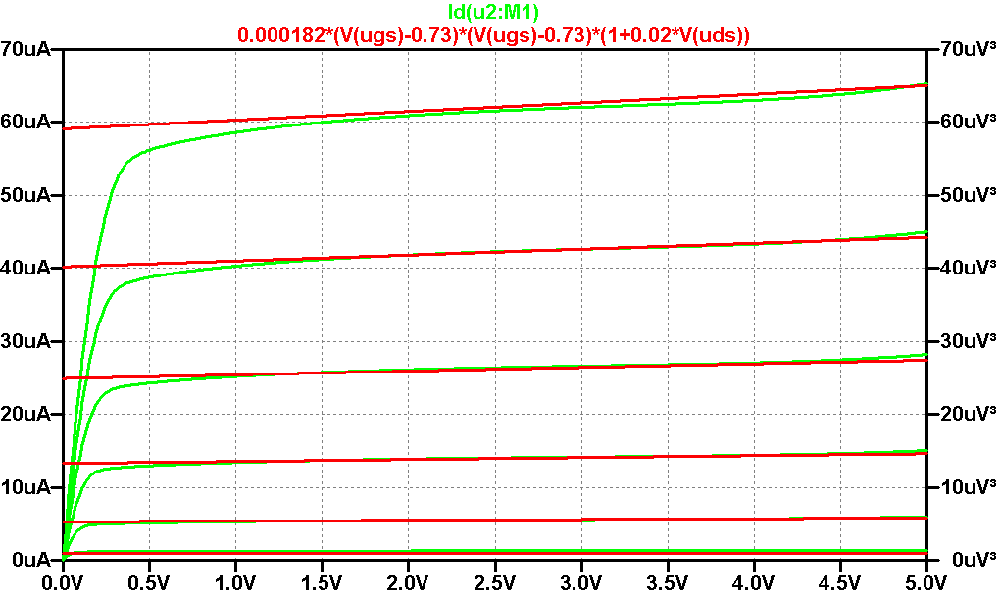 Id(u2:M1)
0.000182*(V(ugs)-0.73)*(V(ugs)-0.73)*(1+0.02*V(uds))
70uA 70uV³
60uA 60uV³
50uA 50uV³
40uA 40uV³
30uA 30uV³
20uA 20uV³
10uA 10uV³
0uA 0uV³
0.0V 0.5V 1.0V 1.5V 2.0V 2.5V 3.0V 3.5V 4.0V 4.5V 5.0V